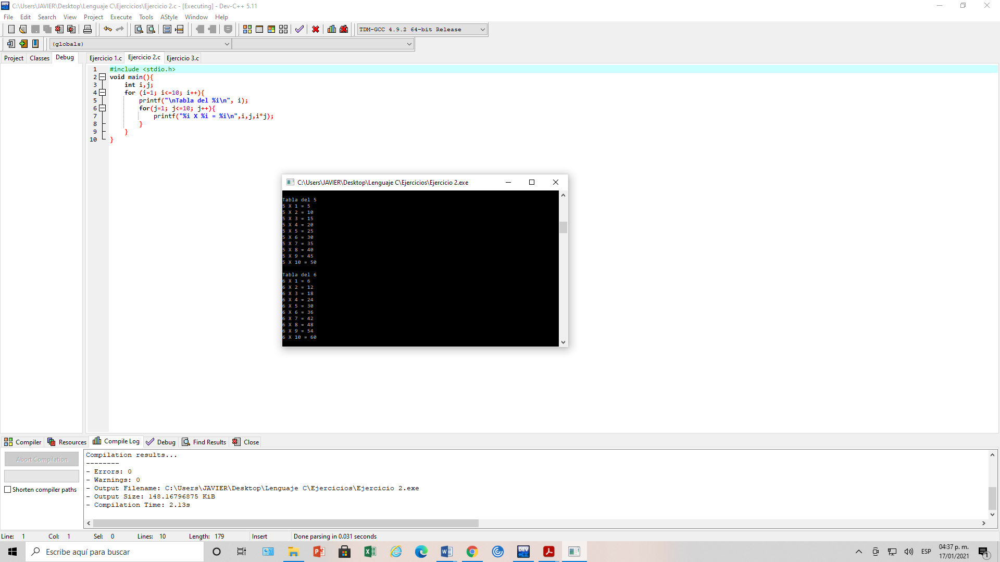 C:\Users\JAVIER\Desktop\Lenguaje C\Ejercicios\Ejercicio 2.c - [Executing] - Dev-C++ 5.11
File Edit Search View Project Execute Tools AStyle Window Help
TDM-GCC 4.9.2 64-bit Release
(globals)
Project Classes Debug
Ejercicio 1.c Ejercicio 2.c Ejercicio 3.c
1 #include <stdio.h>
2 void main(){
3 int i,j;
4 for (i=1; i<=10; i++){
5 printf("\nTabla del %i\n", i);
6 for(j=1; j<=10; j++){
7 printf("%i X %i = %i\n",i,j,i*j);
8 }
9 }
10 }
C:\Users\JAVIER\Desktop\Lenguaje C\Ejercicios\Ejercicio 2.exe
Tabla del 5
5 X 1 = 5
5 X 2 = 10
5 X 3 = 15
5 X 4 = 20
5 X 5 = 25
5 X 6 = 30
5 X 7 = 35
5 X 8 = 40
5 X 9 = 45
5 X 10 = 50
Tabla del 6
6 X 1 = 6
6 X 2 = 12
6 X 3 = 18
6 X 4 = 24
6 X 5 = 30
6 X 6 = 36
6 X 7 = 42
6 X 8 = 48
6 X 9 = 54
6 X 10 = 60
Compiler Resources Compile Log Debug Find Results Close
Abort Compilation
Shorten compiler paths
Compilation results...
--------
- Errors: 0
- Warnings: 0
- Output Filename: C:\Users\JAVIER\Desktop\Lenguaje C\Ejercicios\Ejercicio 2.exe
- Output Size: 148.16796875 KiB
- Compilation Time: 2.13s
Line: 1 Col: 1 Sel: 0 Lines: 10 Length: 179 Insert Done parsing in 0.031 seconds
Escribe aquí para buscar
ESP
04:37 p. m.
17/01/2021
1